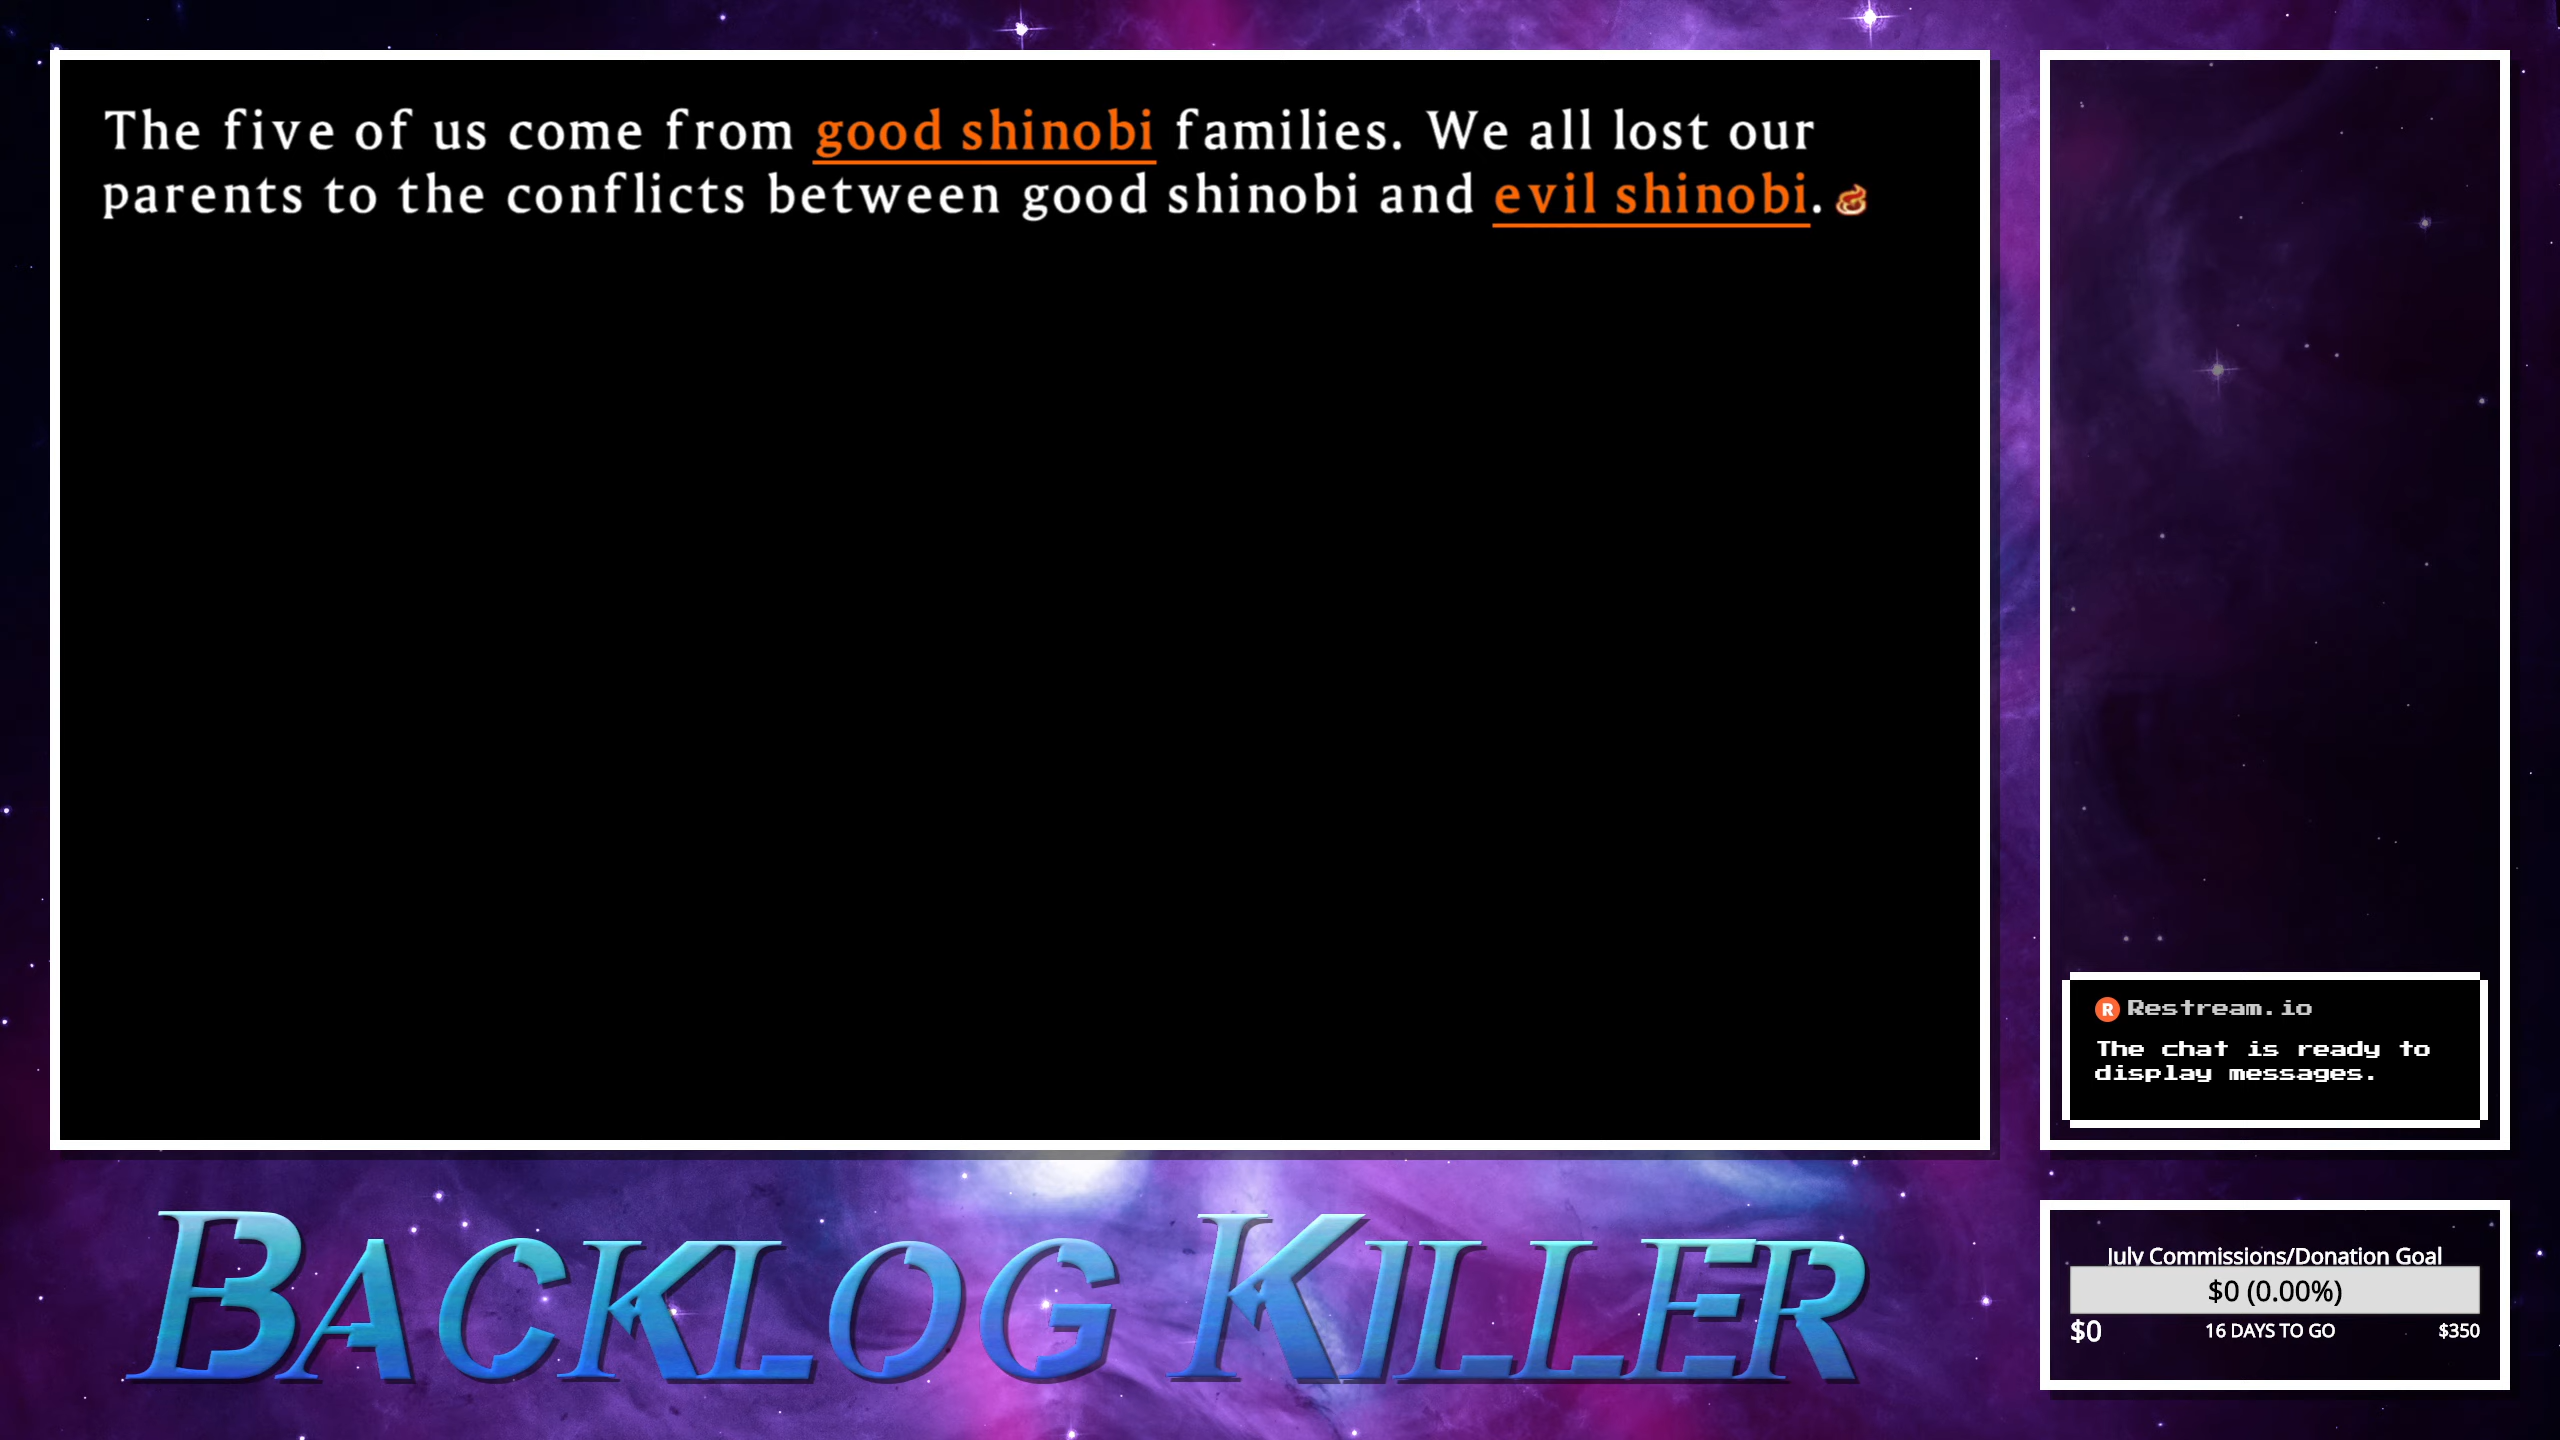 The five of us come from good shinobi families. We all lost our
parents to the conflicts between good shinobi and evil shinobi.
R Restream.io
The chat is ready to
display messages.
BACKLOG KILLER
July Commissions/Donation Goal
$0 (0.00%)
$0 16 DAYS TO GO $350